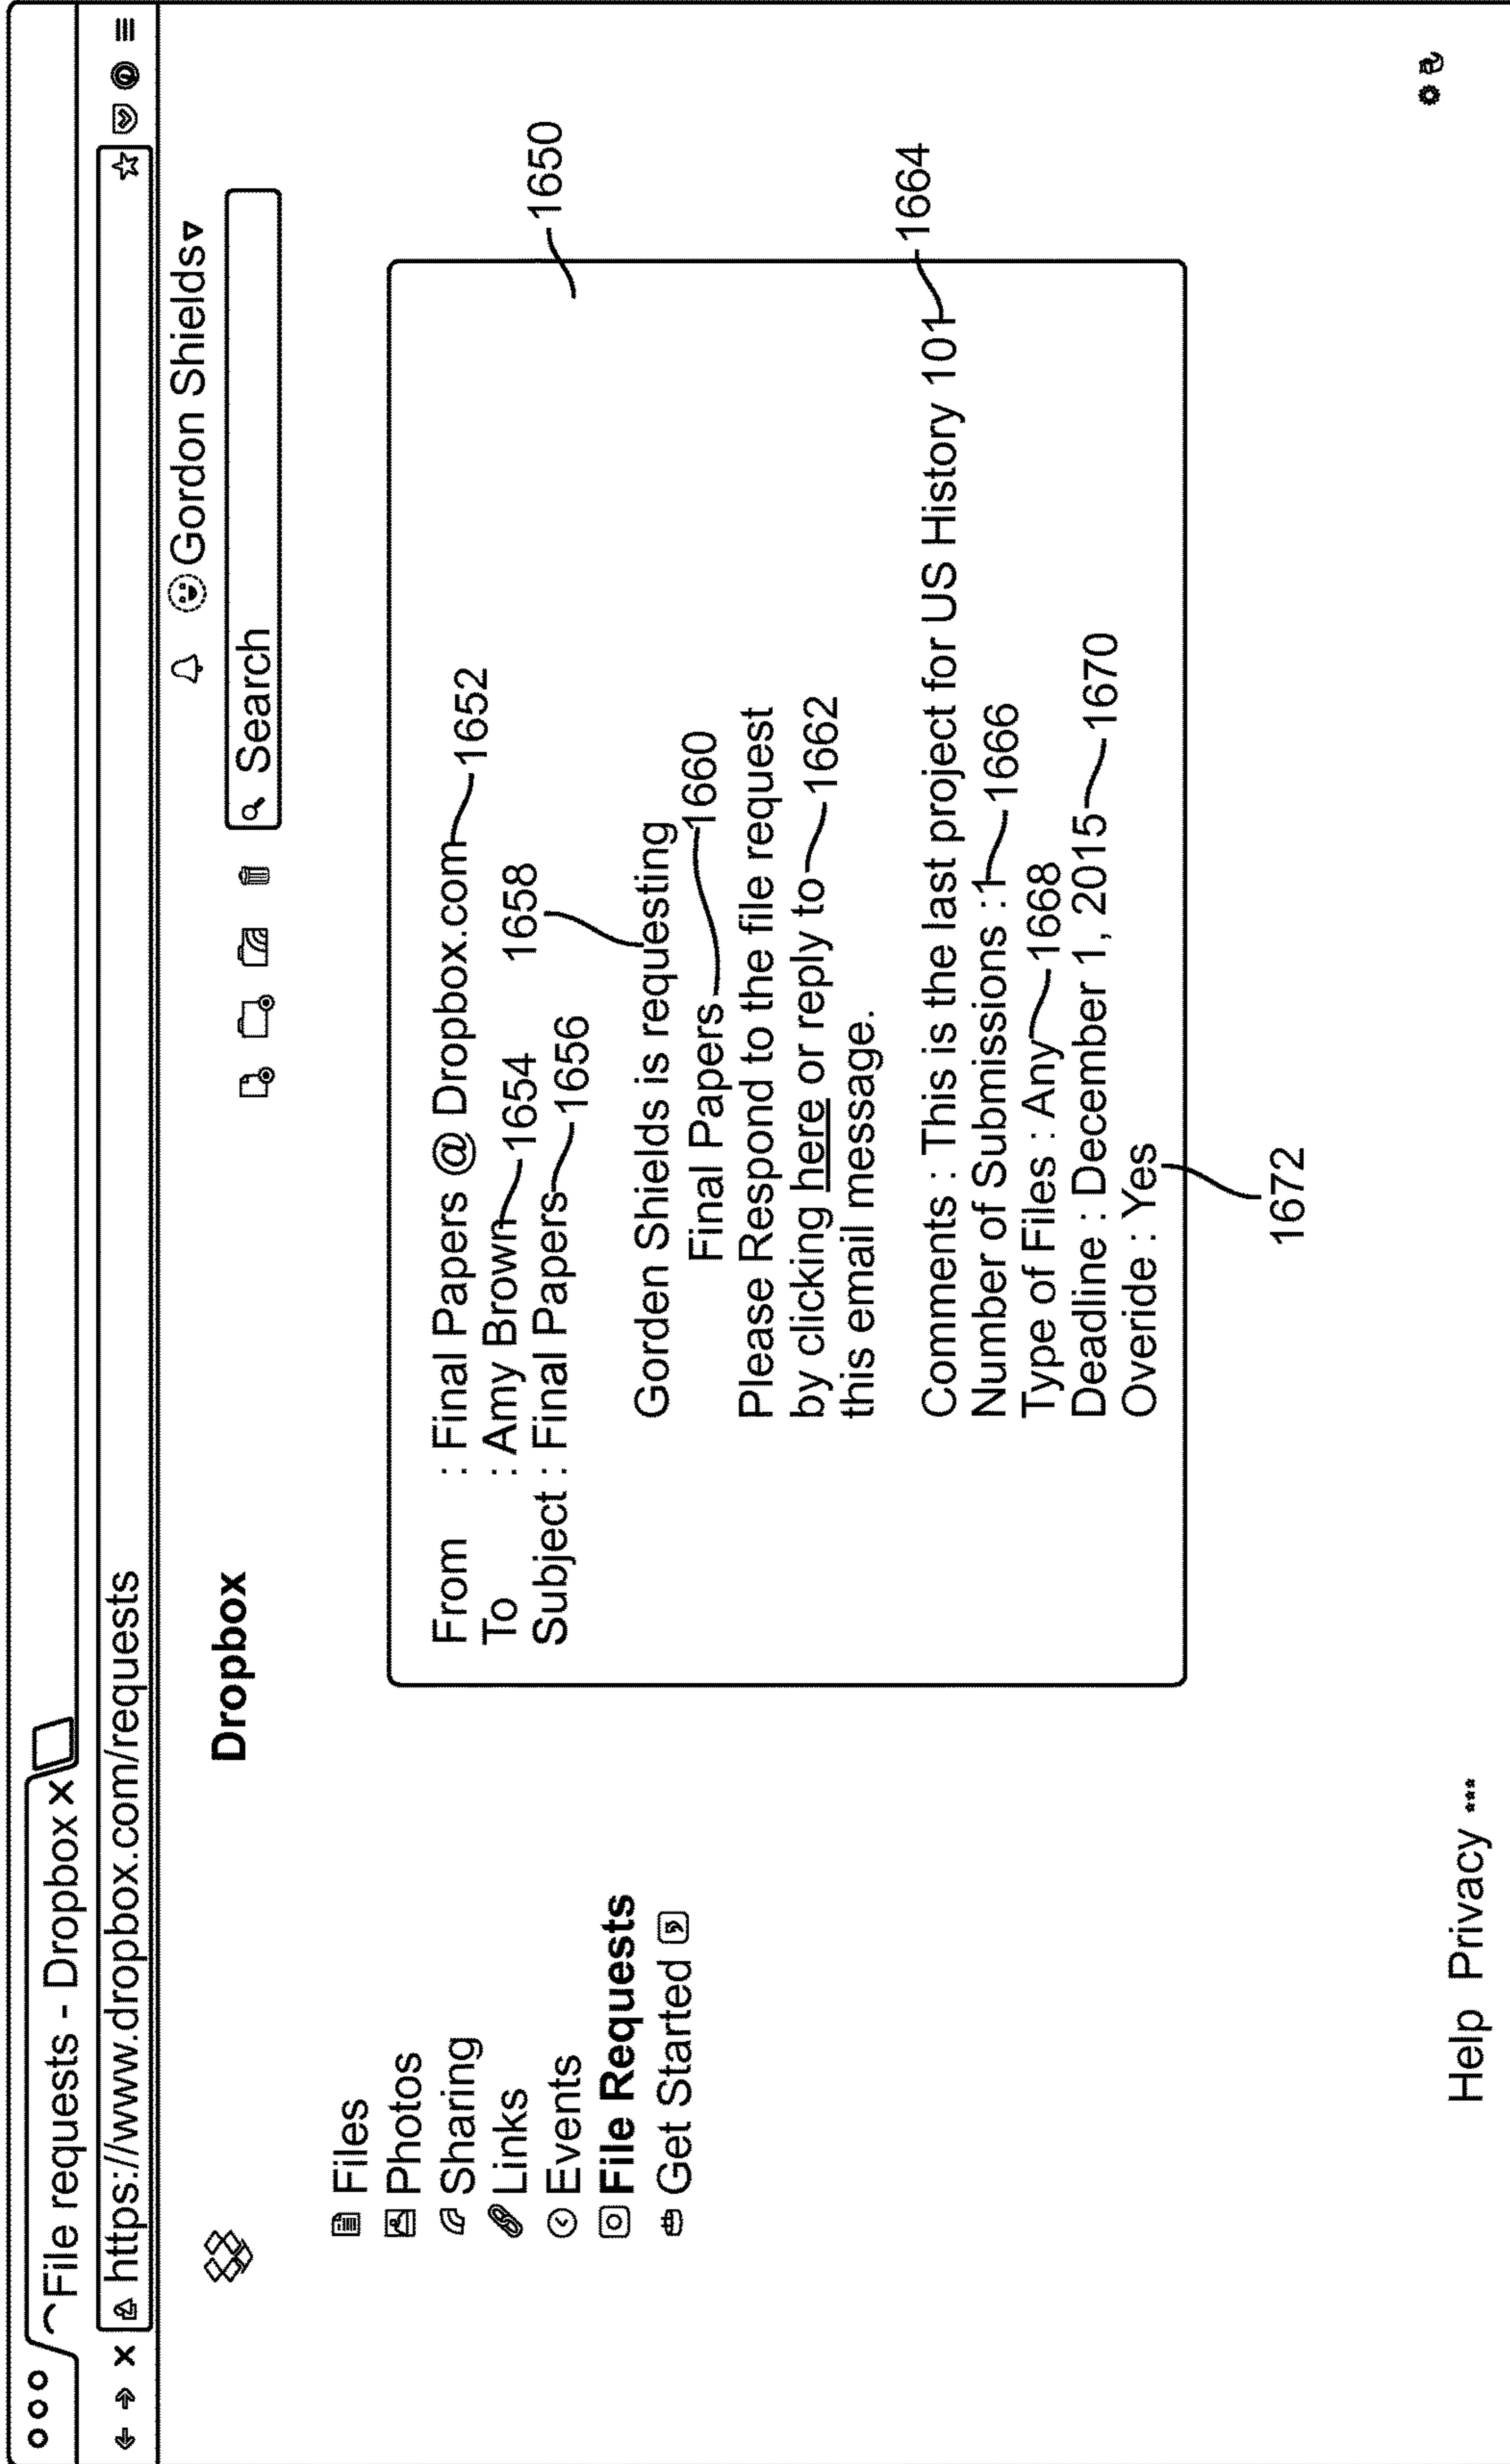 File requests - Dropbox X
https://www.dropbox.com/requests
Gordon Shields
Dropbox
Search
Files
Photos
Sharing
Links
Events
File Requests
Get Started
From : Final Papers @ Dropbox.com 1652
To : Amy Brown 1654
Subject : Final Papers 1656
1650
1658
Gorden Shields is requesting
Final Papers 1660
Please Respond to the file request
by clicking here or reply to 1662
this email message.
Comments : This is the last project for US History 101 1664
Number of Submissions :1 1666
Type of Files : Any 1668
Deadline : December 1, 2015 1670
Overide : Yes
1672
Help Privacy